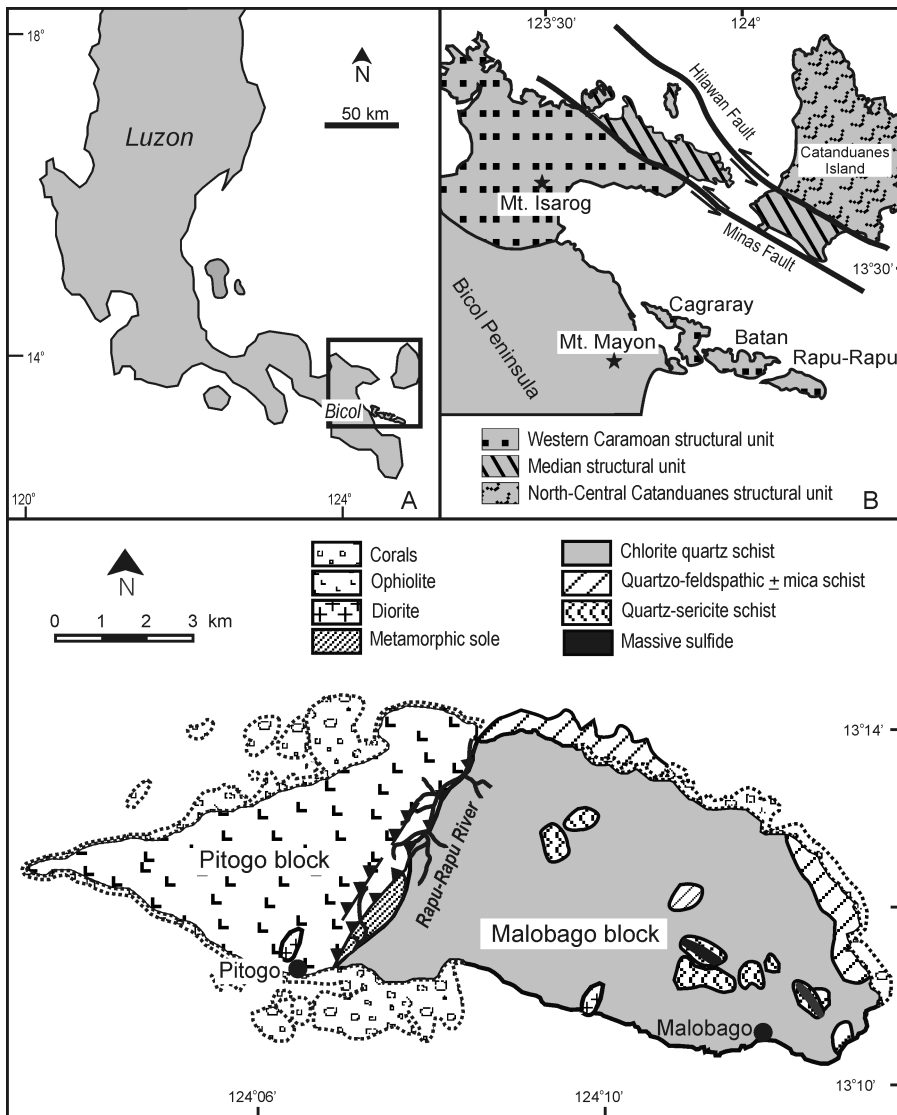 18°
N
50 km
Luzon
14°
Bicol
120°
124°
A
123°30'
124°
Hilawan Fault
Catanduanes
Island
Mt. Isarog
Minas Fault
13°30'
Bicol Peninsula
Cagraray
Mt. Mayon
Batan
Rapu-Rapu
Western Caramoan structural unit
Median structural unit
North-Central Catanduanes structural unit
B
N
0 1 2 3 km
Corals
Ophiolite
Diorite
Metamorphic sole
Chlorite quartz schist
Quartzo-feldspathic ± mica schist
Quartz-sericite schist
Massive sulfide
13°14'
Pitogo block
Rapu-Rapu River
Malobago block
Pitogo
Malobago
13°10'
124°06'
124°10'